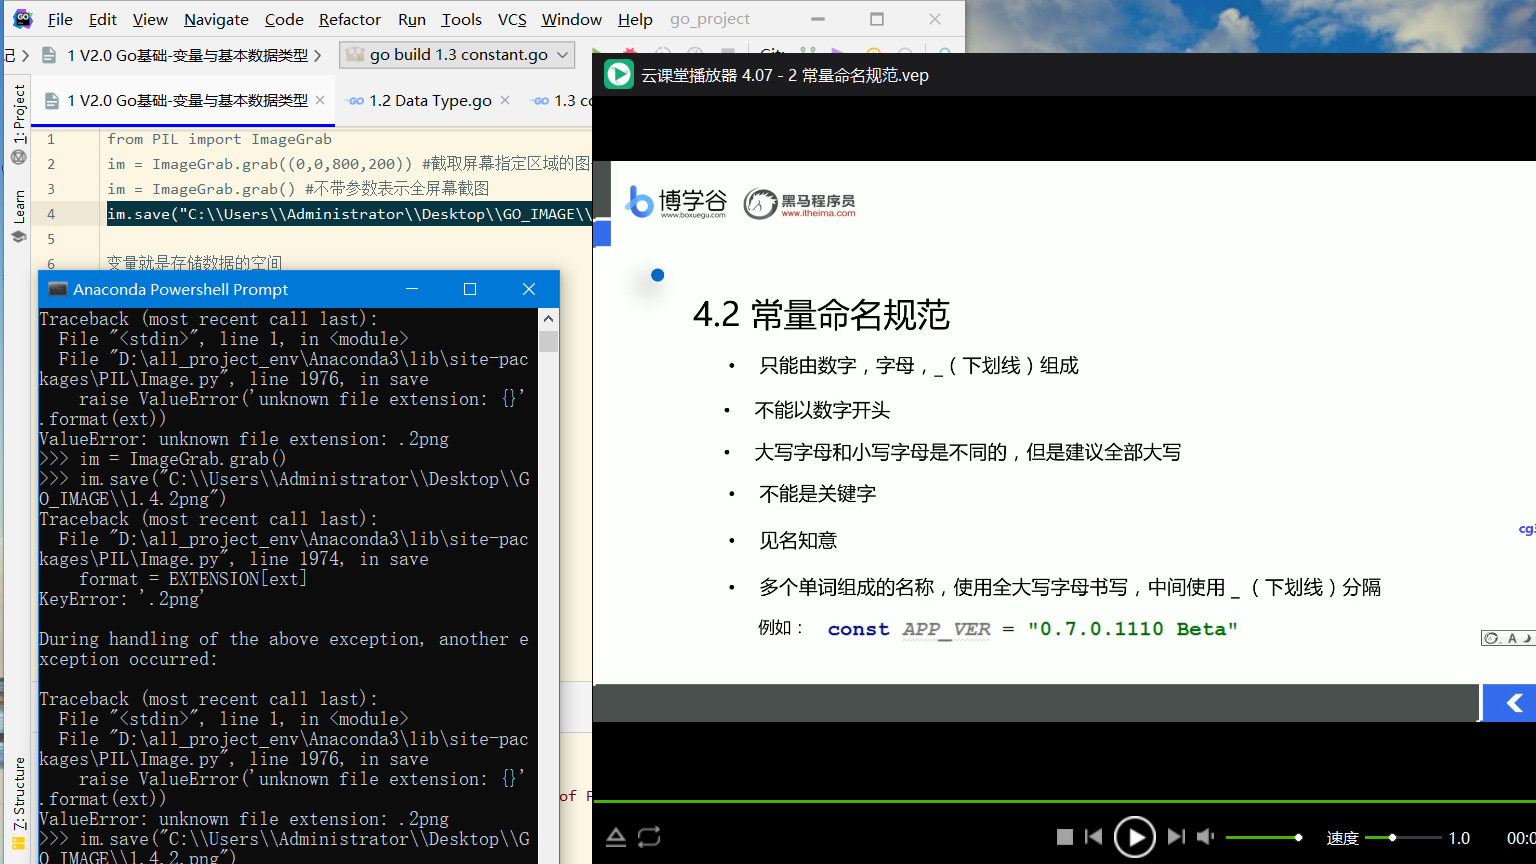 File Edit View Navigate Code Refactor Run Tools VCS Window Help go_project
1 V2.0 Go基础-变量与基本数据类型 go build 1.3 constant.go Git:
1 V2.0 Go基础-变量与基本数据类型 1.2 Data Type.go 1.3
1: Project
Learn
Z: Structure
1 from PIL import ImageGrab
2 im = ImageGrab.grab((0,0,800,200)) #截取屏幕指定区域的图
3 im = ImageGrab.grab() #不带参数表示全屏幕截图
4 im.save("C:\\Users\\Administrator\\Desktop\\GO_IMAGE\\
5
6 变量就是存储数据的空间
Anaconda Powershell Prompt
Traceback (most recent call last):
File "<stdin>", line 1, in <module>
File "D:\all_project_env\Anaconda3\lib\site-pac
kages\PIL\Image.py", line 1976, in save
raise ValueError('unknown file extension: {}'
.format(ext))
ValueError: unknown file extension: .2png
>>> im = ImageGrab.grab()
>>> im.save("C:\\Users\\Administrator\\Desktop\\G
O_IMAGE\\1.4.2png")
Traceback (most recent call last):
File "D:\all_project_env\Anaconda3\lib\site-pac
kages\PIL\Image.py", line 1974, in save
format = EXTENSION[ext]
KeyError: '.2png'
During handling of the above exception, another e
xception occurred:
Traceback (most recent call last):
File "<stdin>", line 1, in <module>
File "D:\all_project_env\Anaconda3\lib\site-pac
kages\PIL\Image.py", line 1976, in save
raise ValueError('unknown file extension: {}'
.format(ext))
ValueError: unknown file extension: .2png
>>> im.save("C:\\Users\\Administrator\\Desktop\\G
O_IMAGE\\1.4.2.png")
of
云课堂播放器 4.07 - 2 常量命名规范.vep
博学谷 www.boxuegu.com 黑马程序员 www.itheima.com
4.2 常量命名规范
• 只能由数字，字母，_（下划线）组成
• 不能以数字开头
• 大写字母和小写字母是不同的，但是建议全部大写
• 不能是关键字
• 见名知意
• 多个单词组成的名称，使用全大写字母书写，中间使用 _（下划线）分隔
例如： const APP_VER = "0.7.0.1110 Beta"
A
速度 1.0 00:0